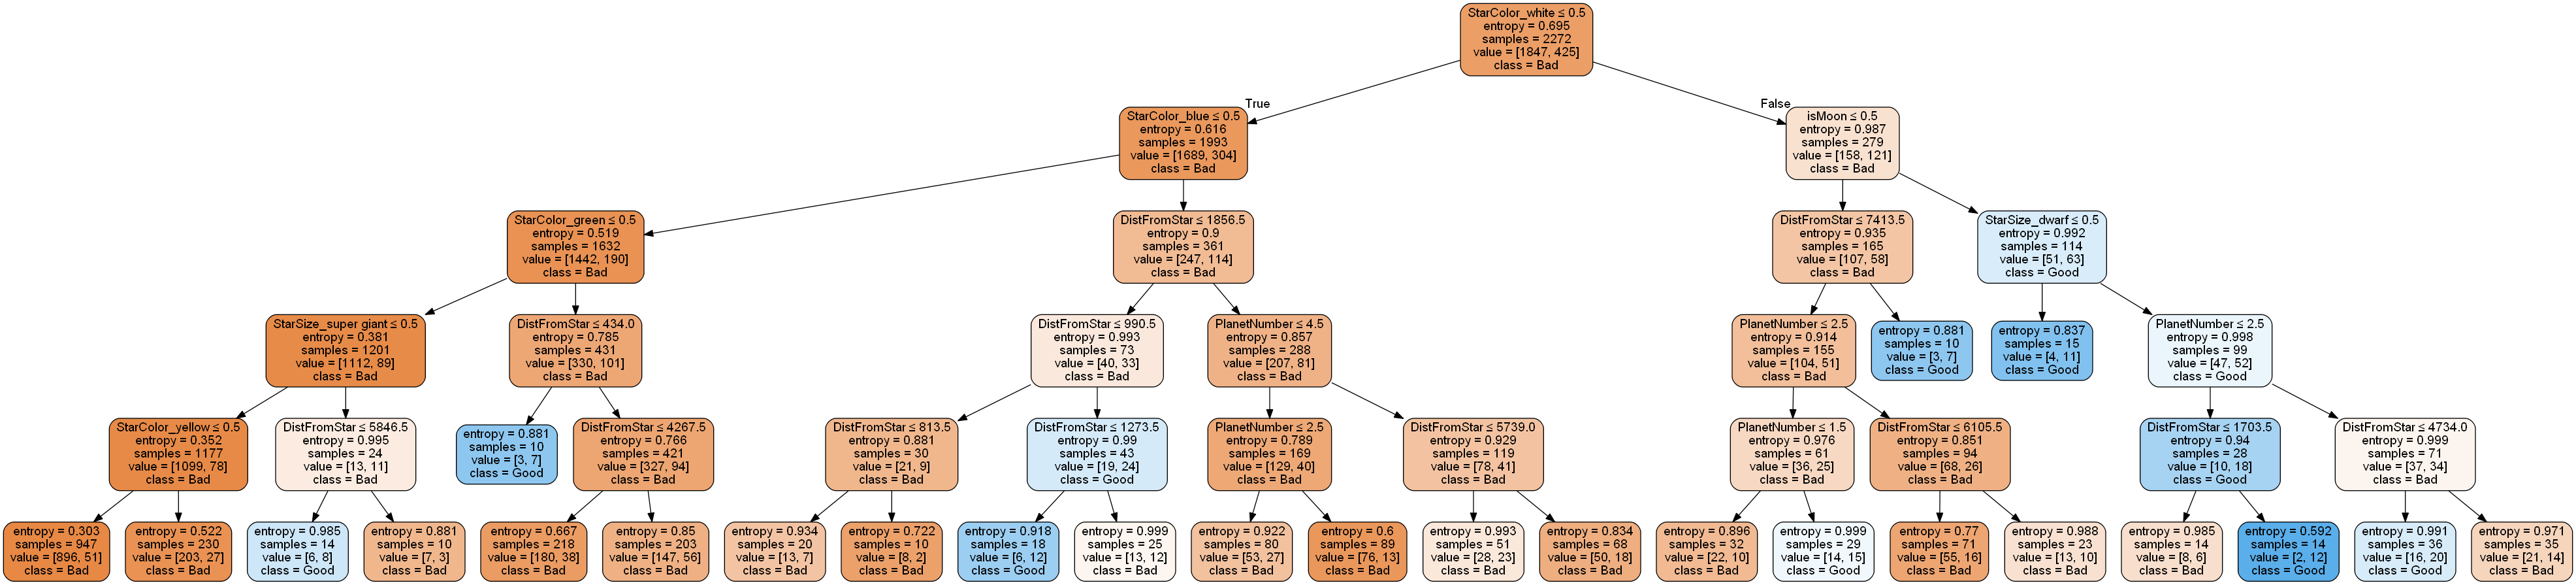 StarColor_white ≤ 0.5
entropy = 0.695
samples = 2272
value = [1847, 425]
class = Bad
True
False
StarColor_blue ≤ 0.5
entropy = 0.616
samples = 1993
value = [1689, 304]
class = Bad
isMoon ≤ 0.5
entropy = 0.987
samples = 279
value = [158, 121]
class = Bad
StarColor_green ≤ 0.5
entropy = 0.519
samples = 1632
value = [1442, 190]
class = Bad
DistFromStar ≤ 1856.5
entropy = 0.9
samples = 361
value = [247, 114]
class = Bad
DistFromStar ≤ 7413.5
entropy = 0.935
samples = 165
value = [107, 58]
class = Bad
StarSize_dwarf ≤ 0.5
entropy = 0.992
samples = 114
value = [51, 63]
class = Good
StarSize_super giant ≤ 0.5
entropy = 0.381
samples = 1201
value = [1112, 89]
class = Bad
DistFromStar ≤ 434.0
entropy = 0.785
samples = 431
value = [330, 101]
class = Bad
DistFromStar ≤ 990.5
entropy = 0.993
samples = 73
value = [40, 33]
class = Bad
PlanetNumber ≤ 4.5
entropy = 0.857
samples = 288
value = [207, 81]
class = Bad
PlanetNumber ≤ 2.5
entropy = 0.914
samples = 155
value = [104, 51]
class = Bad
entropy = 0.881
samples = 10
value = [3, 7]
class = Good
entropy = 0.837
samples = 15
value = [4, 11]
class = Good
PlanetNumber ≤ 2.5
entropy = 0.998
samples = 99
value = [47, 52]
class = Good
StarColor_yellow ≤ 0.5
entropy = 0.352
samples = 1177
value = [1099, 78]
class = Bad
DistFromStar ≤ 5846.5
entropy = 0.995
samples = 24
value = [13, 11]
class = Bad
entropy = 0.881
samples = 10
value = [3, 7]
class = Good
DistFromStar ≤ 4267.5
entropy = 0.766
samples = 421
value = [327, 94]
class = Bad
DistFromStar ≤ 813.5
entropy = 0.881
samples = 30
value = [21, 9]
class = Bad
DistFromStar ≤ 1273.5
entropy = 0.99
samples = 43
value = [19, 24]
class = Good
PlanetNumber ≤ 2.5
entropy = 0.789
samples = 169
value = [129, 40]
class = Bad
DistFromStar ≤ 5739.0
entropy = 0.929
samples = 119
value = [78, 41]
class = Bad
PlanetNumber ≤ 1.5
entropy = 0.976
samples = 61
value = [36, 25]
class = Bad
DistFromStar ≤ 6105.5
entropy = 0.851
samples = 94
value = [68, 26]
class = Bad
DistFromStar ≤ 1703.5
entropy = 0.94
samples = 28
value = [10, 18]
class = Good
DistFromStar ≤ 4734.0
entropy = 0.999
samples = 71
value = [37, 34]
class = Bad
entropy = 0.303
samples = 947
value = [896, 51]
class = Bad
entropy = 0.522
samples = 230
value = [203, 27]
class = Bad
entropy = 0.985
samples = 14
value = [6, 8]
class = Good
entropy = 0.881
samples = 10
value = [7, 3]
class = Bad
entropy = 0.667
samples = 218
value = [180, 38]
class = Bad
entropy = 0.85
samples = 203
value = [147, 56]
class = Bad
entropy = 0.934
samples = 20
value = [13, 7]
class = Bad
entropy = 0.722
samples = 10
value = [8, 2]
class = Bad
entropy = 0.918
samples = 18
value = [6, 12]
class = Good
entropy = 0.999
samples = 25
value = [13, 12]
class = Bad
entropy = 0.922
samples = 80
value = [53, 27]
class = Bad
entropy = 0.6
samples = 89
value = [76, 13]
class = Bad
entropy = 0.993
samples = 51
value = [28, 23]
class = Bad
entropy = 0.834
samples = 68
value = [50, 18]
class = Bad
entropy = 0.896
samples = 32
value = [22, 10]
class = Bad
entropy = 0.999
samples = 29
value = [14, 15]
class = Good
entropy = 0.77
samples = 71
value = [55, 16]
class = Bad
entropy = 0.988
samples = 23
value = [13, 10]
class = Bad
entropy = 0.985
samples = 14
value = [8, 6]
class = Bad
entropy = 0.592
samples = 14
value = [2, 12]
class = Good
entropy = 0.991
samples = 36
value = [16, 20]
class = Good
entropy = 0.971
samples = 35
value = [21, 14]
class = Bad